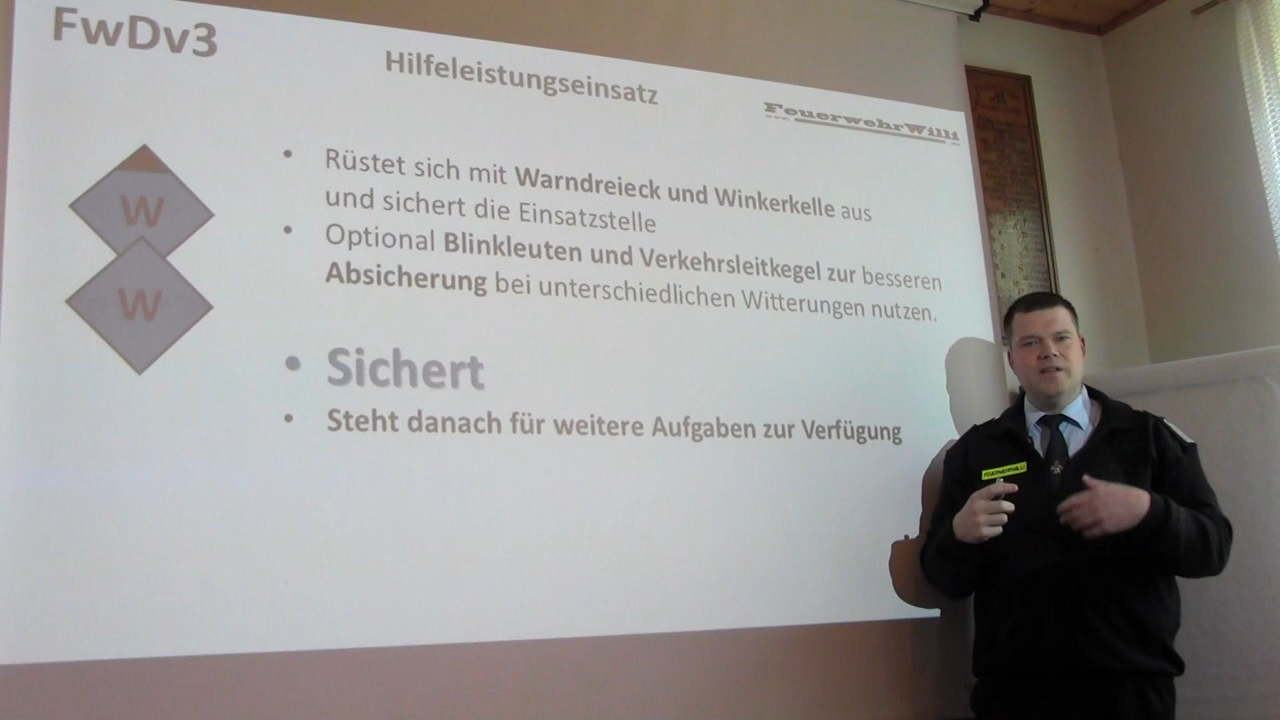 FwDv3
Hilfeleistungseinsatz
FeuerwehrWilli
W
W
• Rüstet sich mit Warndreieck und Winkerkelle aus
und sichert die Einsatzstelle
• Optional Blinkleuten und Verkehrsleitkegel zur besseren
Absicherung bei unterschiedlichen Witterungen nutzen.
• Sichert
• Steht danach für weitere Aufgaben zur Verfügung
FEUERWEHRWILLI